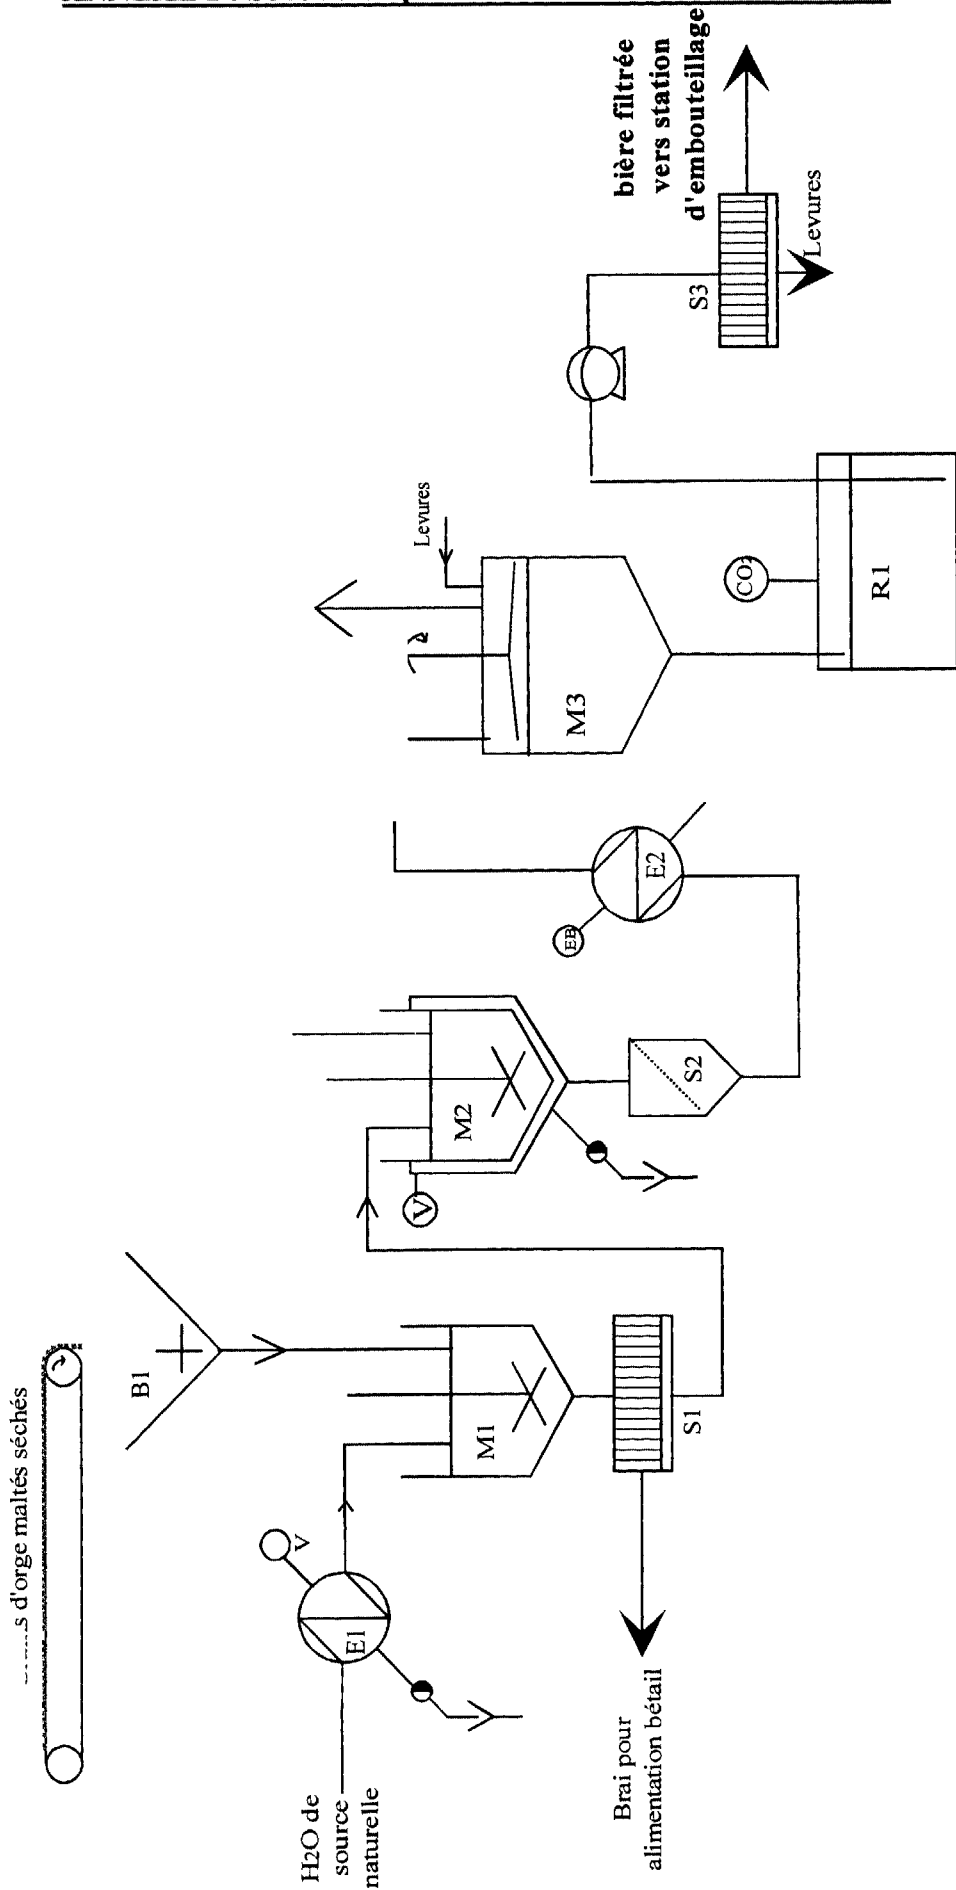 d'orge maltés séchés
B1
H2O de
source
naturelle
E1
V
M1
S1
Brai pour
alimentation bétail
V
M2
S2
EB
E2
M3
Levures
CO2
R1
S3
Levures
bière filtrée
vers station
d'embouteillage